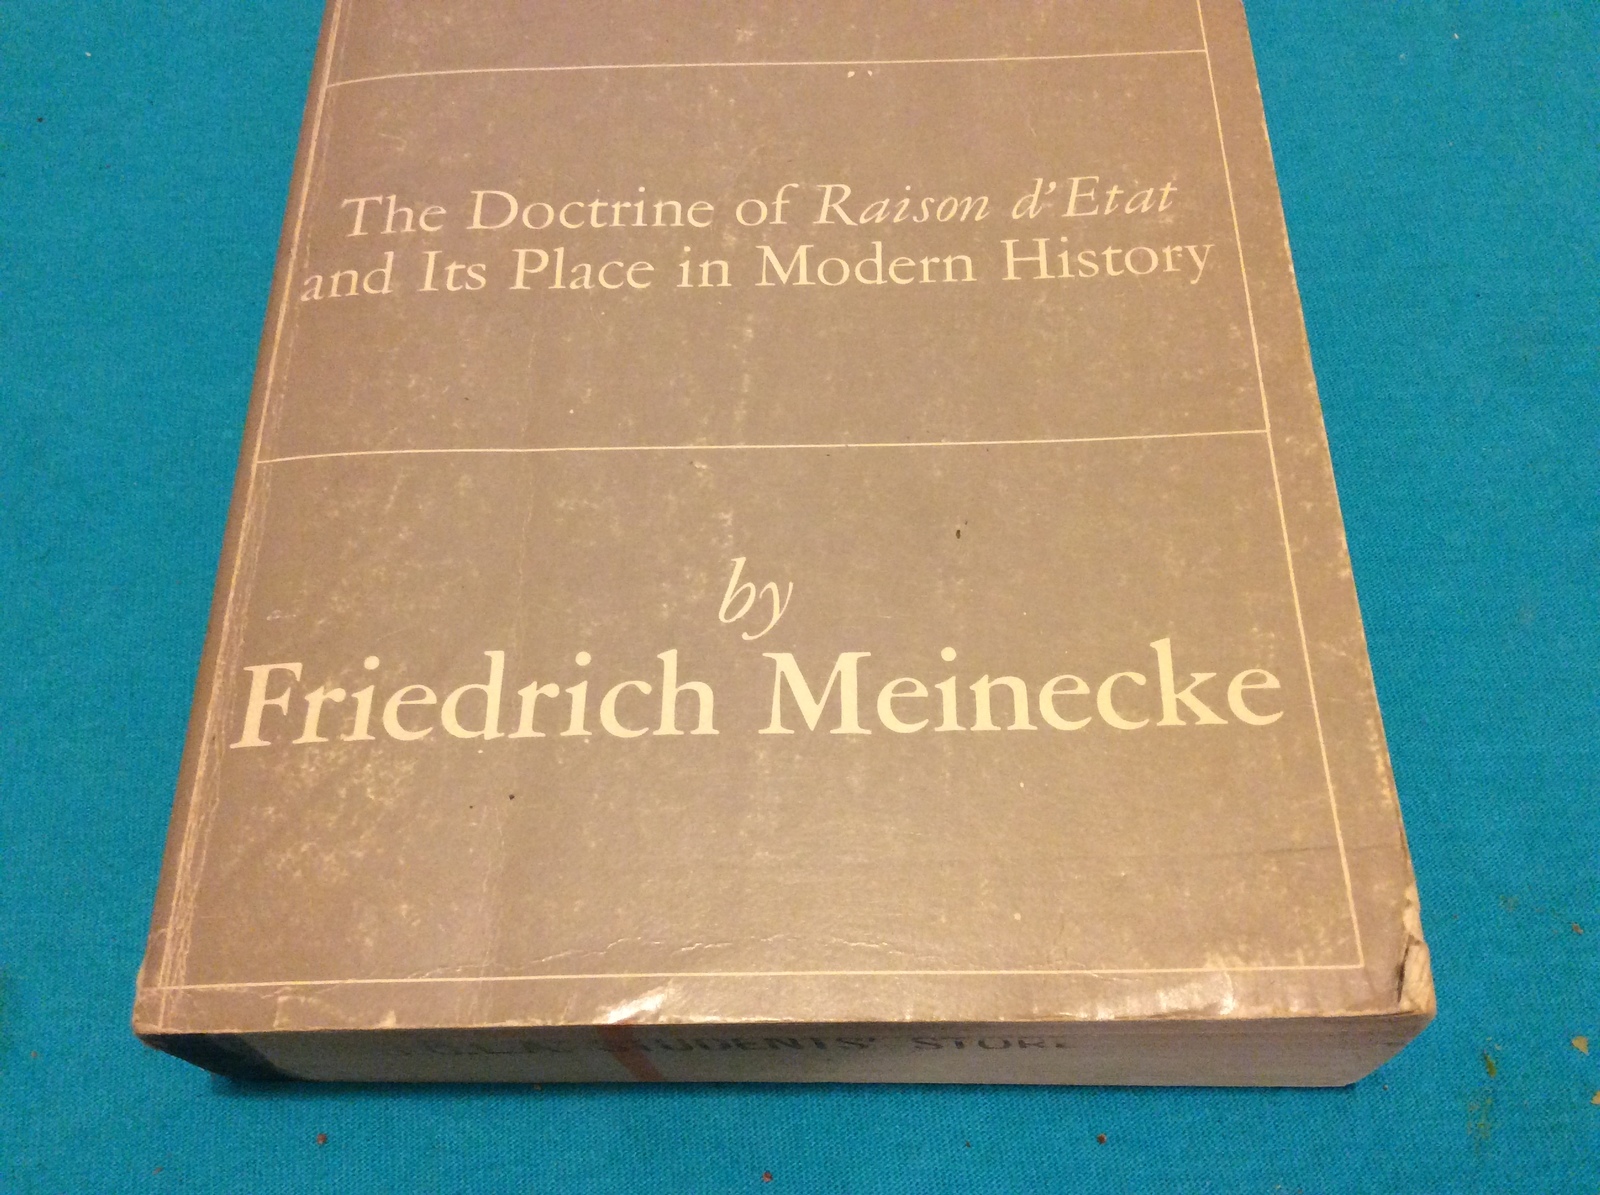 The Doctrine of Raison d'Etat
and Its Place in Modern History
by
Friedrich Meinecke
STUDENTS' STORE